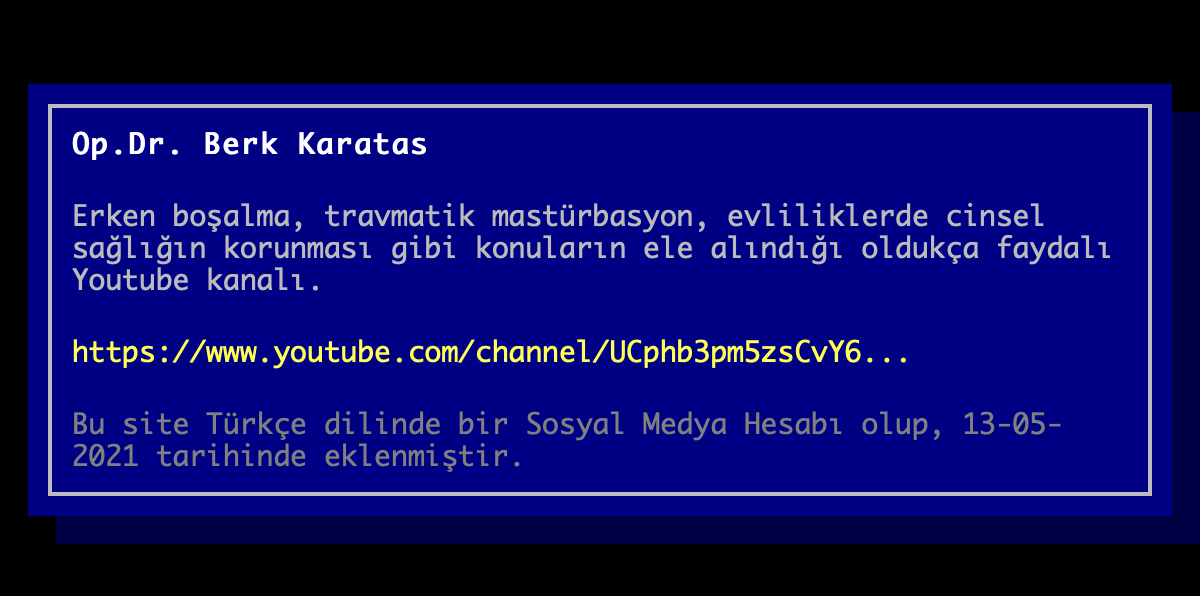 Op.Dr. Berk Karatas
Erken boşalma, travmatik mastürbasyon, evliliklerde cinsel
sağlığın korunması gibi konuların ele alındığı oldukça faydalı
Youtube kanalı.
https://www.youtube.com/channel/UCphb3pm5zsCvY6...
Bu site Türkçe dilinde bir Sosyal Medya Hesabı olup, 13-05-
2021 tarihinde eklenmiştir.